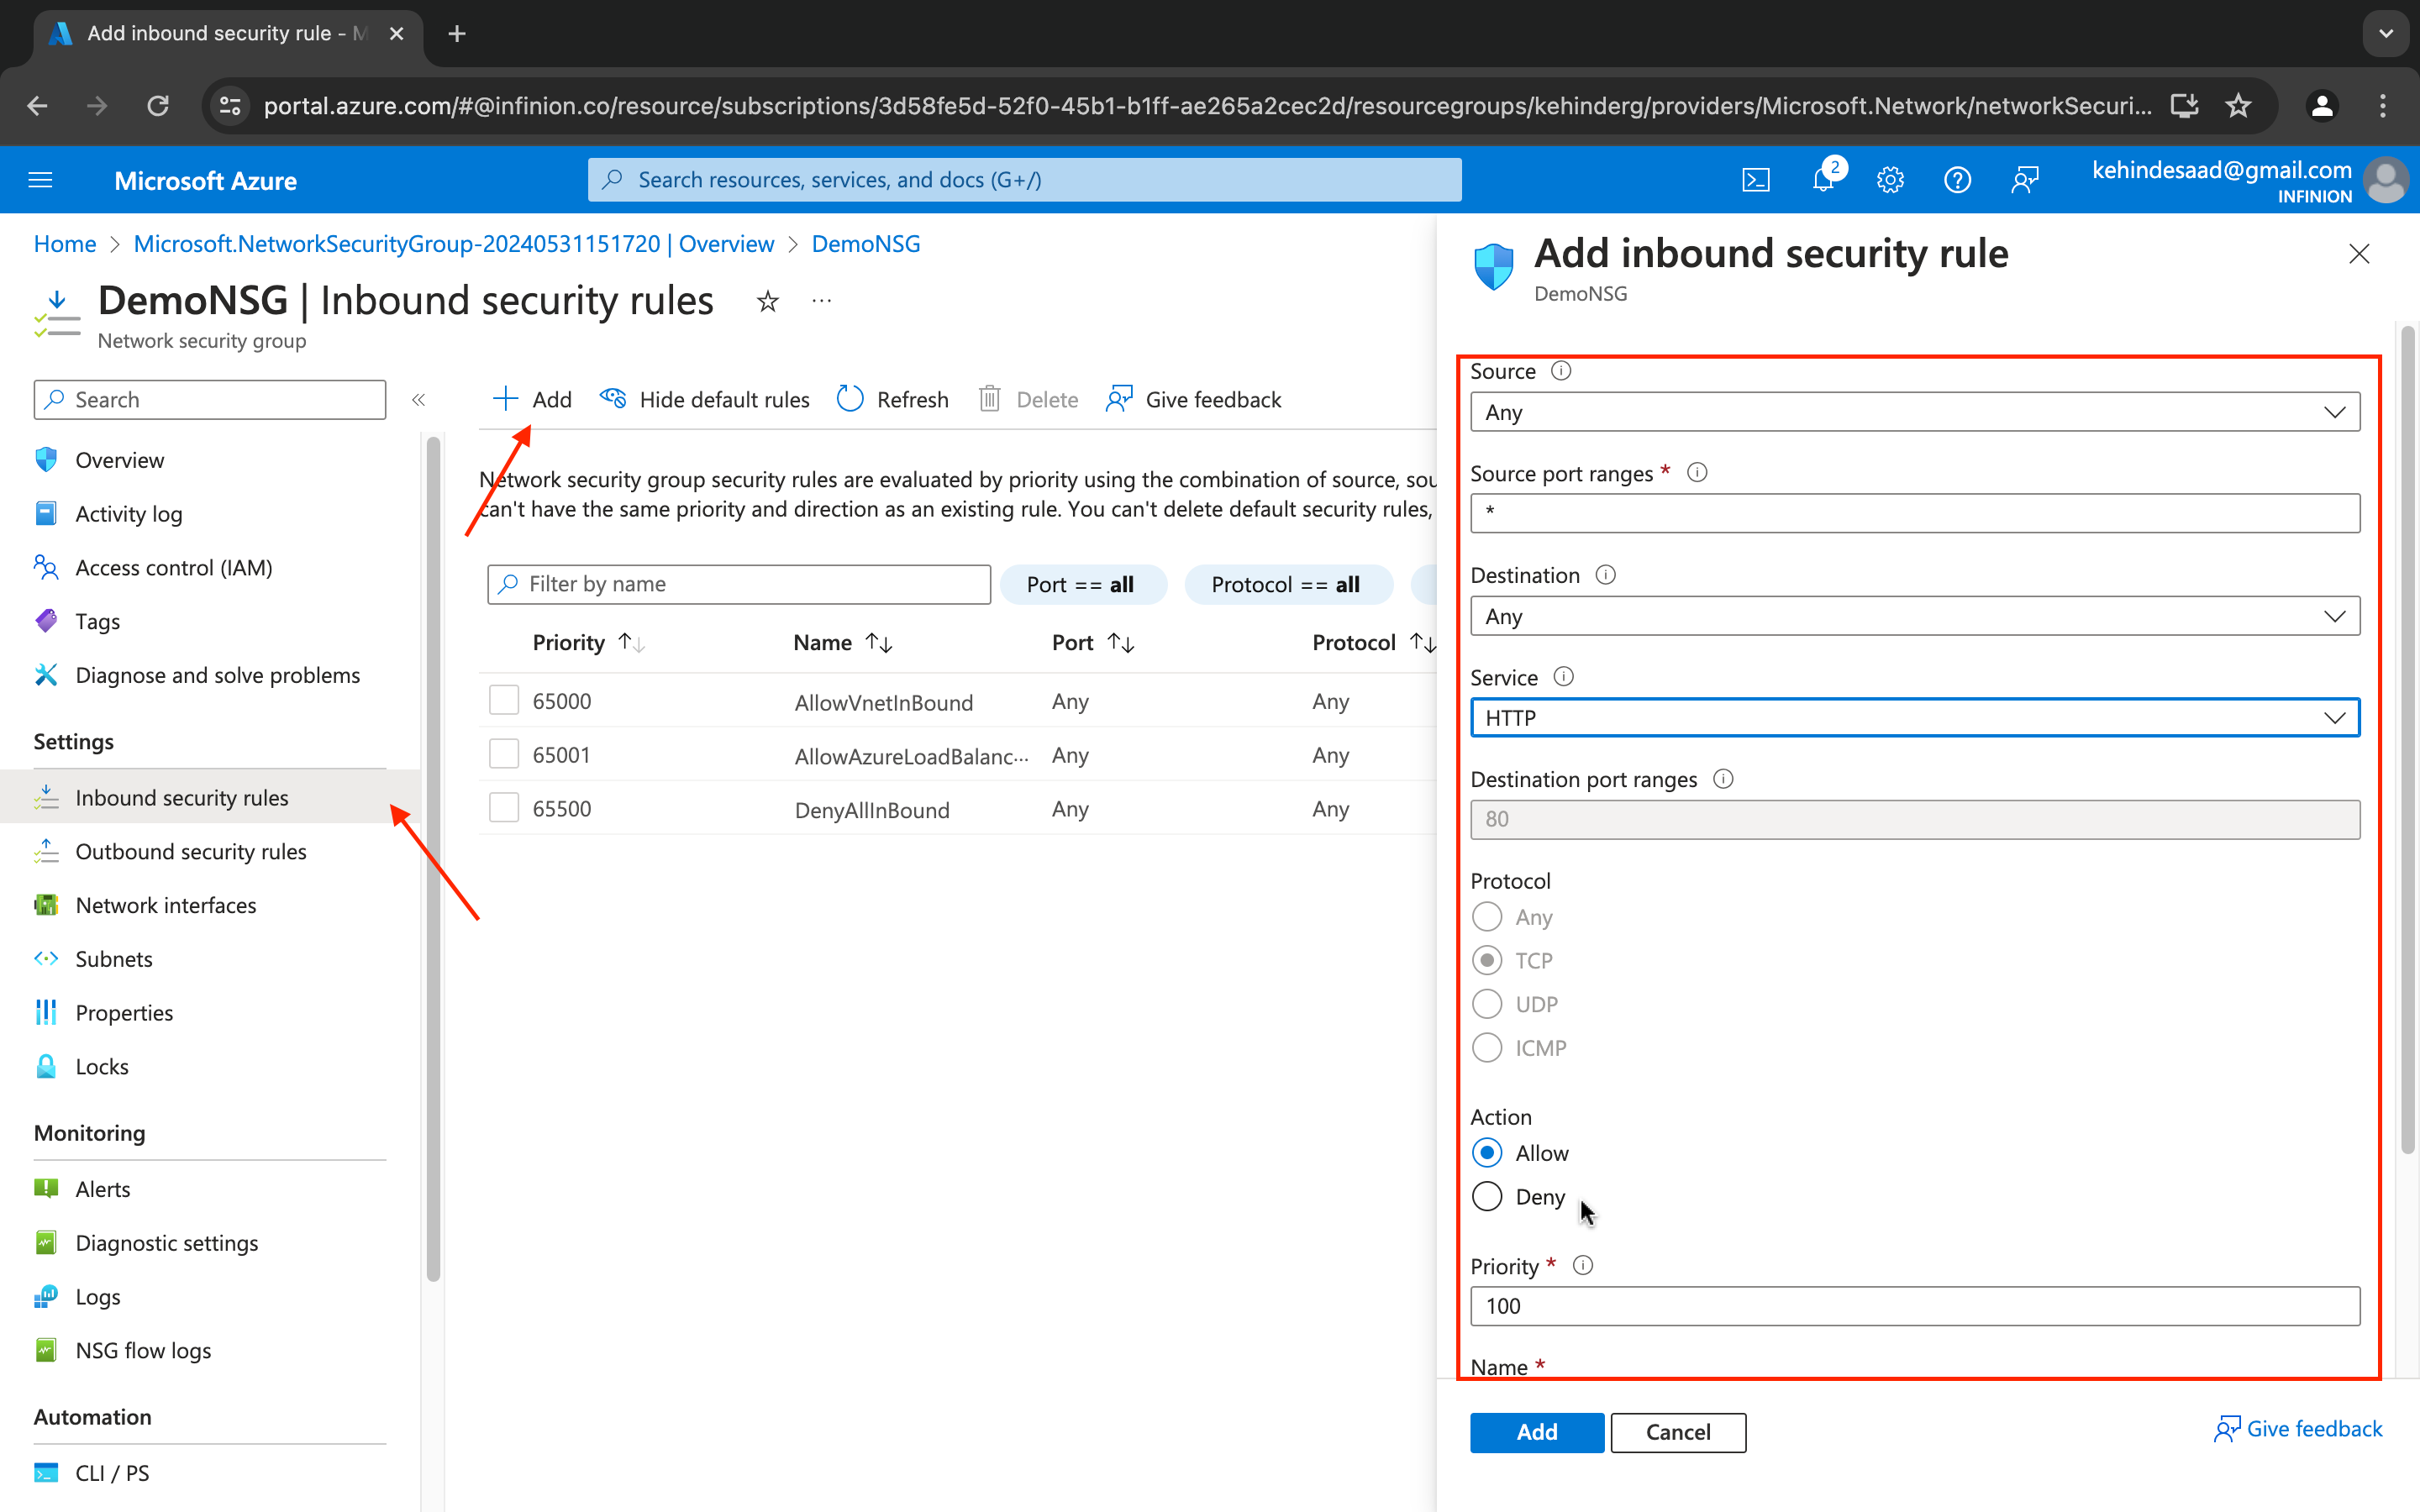 Add inbound security rule - M
portal.azure.com/#@infinion.co/resource/subscriptions/3d58fe5d-52f0-45b1-b1ff-ae265a2cec2d/resourcegroups/kehinderg/providers/Microsoft.Network/networkSecuri...
Microsoft Azure
Search resources, services, and docs (G+/)
2
kehindesaad@gmail.com
INFINION
Home > Microsoft.NetworkSecurityGroup-20240531151720 | Overview > DemoNSG
DemoNSG | Inbound security rules
Network security group
Search
Overview
Activity log
Access control (IAM)
Tags
Diagnose and solve problems
Settings
Inbound security rules
Outbound security rules
Network interfaces
Subnets
Properties
Locks
Monitoring
Alerts
Diagnostic settings
Logs
NSG flow logs
Automation
CLI / PS
Add Hide default rules Refresh Delete Give feedback
Network security group security rules are evaluated by priority using the combination of source, sou
can't have the same priority and direction as an existing rule. You can't delete default security rules,
Filter by name Port == all Protocol == all
Priority Name Port Protocol
65000 AllowVnetInBound Any Any
65001 AllowAzureLoadBalanc... Any Any
65500 DenyAllInBound Any Any
Add inbound security rule
DemoNSG
Source
Any
Source port ranges *
*
Destination
Any
Service
HTTP
Destination port ranges
80
Protocol
Any
TCP
UDP
ICMP
Action
Allow
Deny
Priority *
100
Name *
Add Cancel
Give feedback